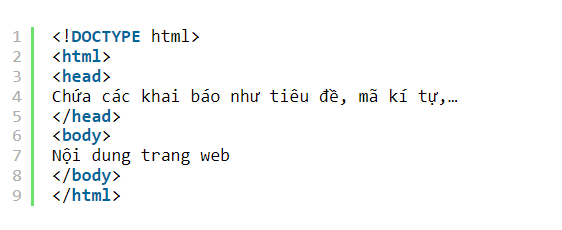 1 <!DOCTYPE html>
2 <html>
3 <head>
4 Chứa các khai báo như tiêu đề, mã kí tự,…
5 </head>
6 <body>
7 Nội dung trang web
8 </body>
9 </html>